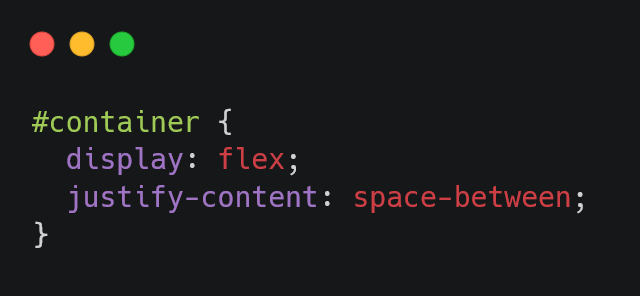 #container {
  display: flex;
  justify-content: space-between;
}